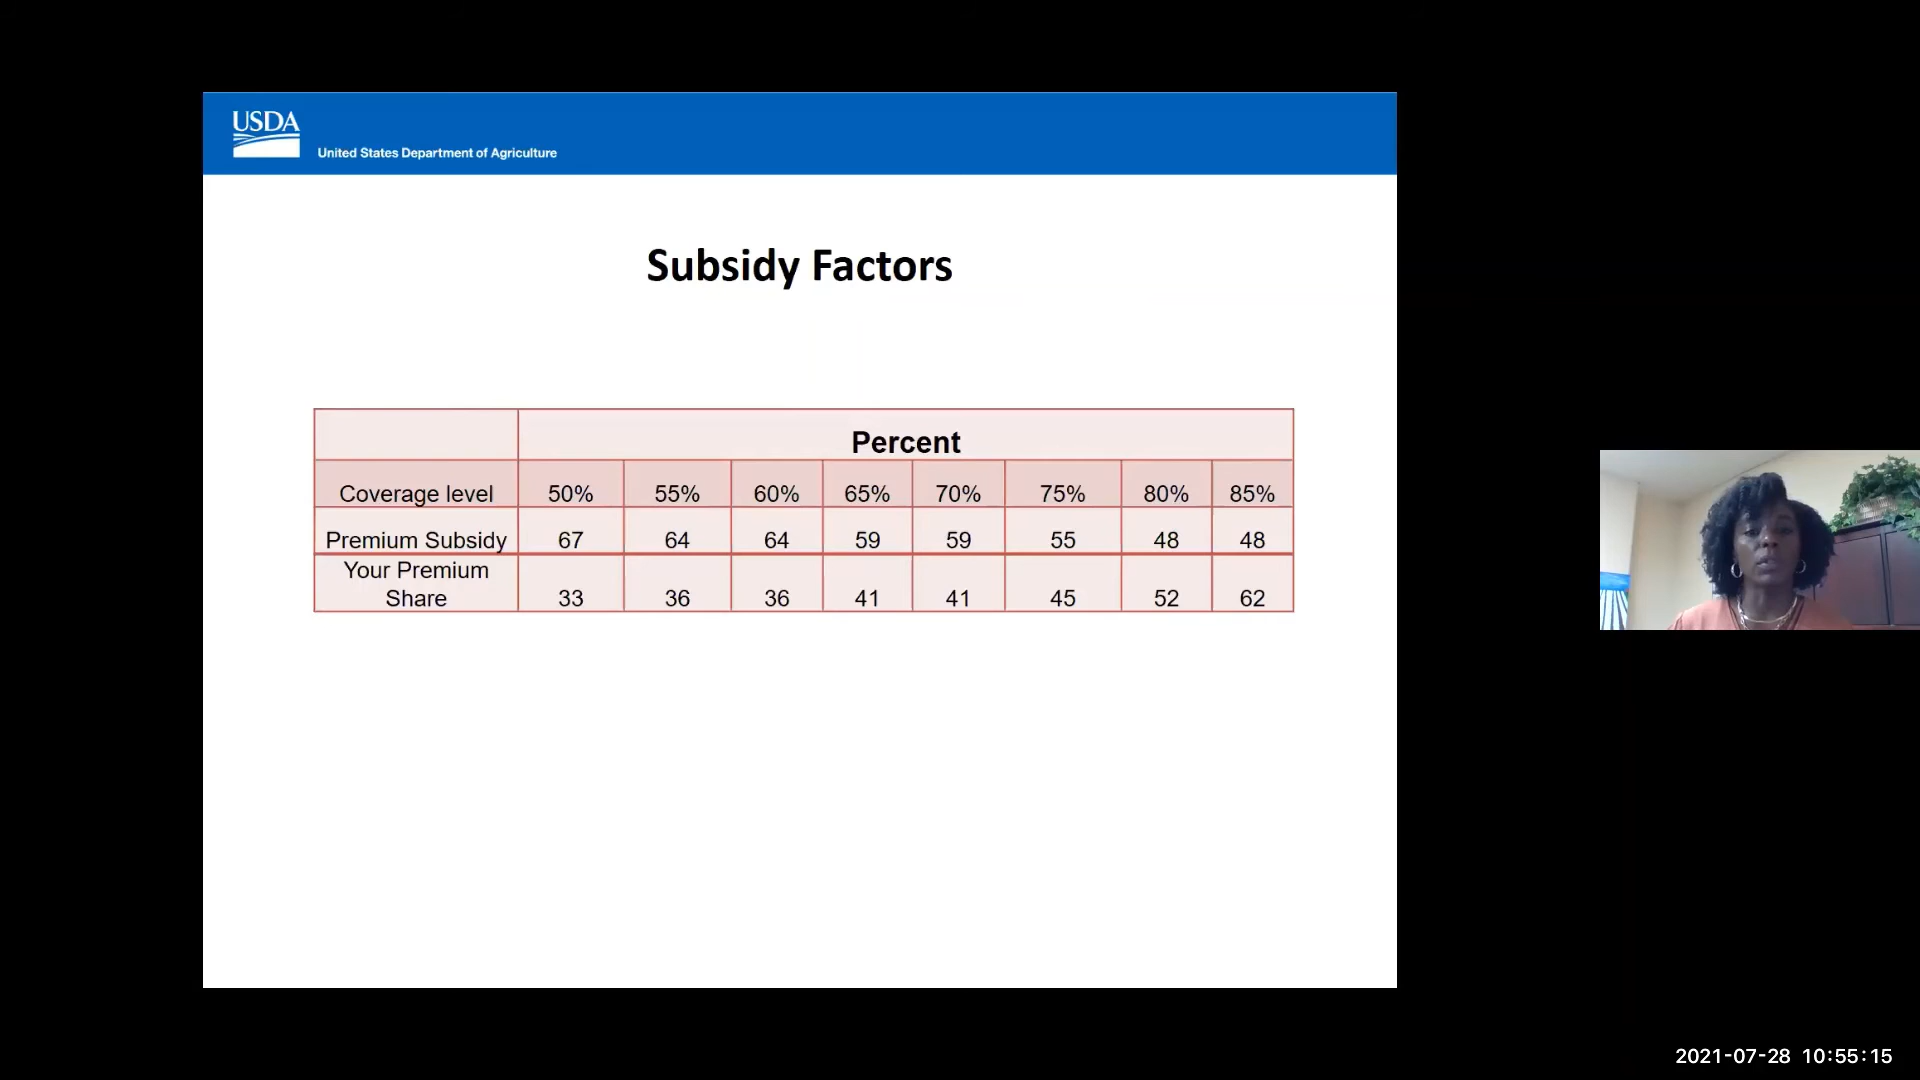 USDA
United States Department of Agriculture
Subsidy Factors
Percent
Coverage level 50% 55% 60% 65% 70% 75% 80% 85%
Premium Subsidy 67 64 64 59 59 55 48 48
Your Premium
Share 33 36 36 41 41 45 52 62
2021-07-28 10:55:15